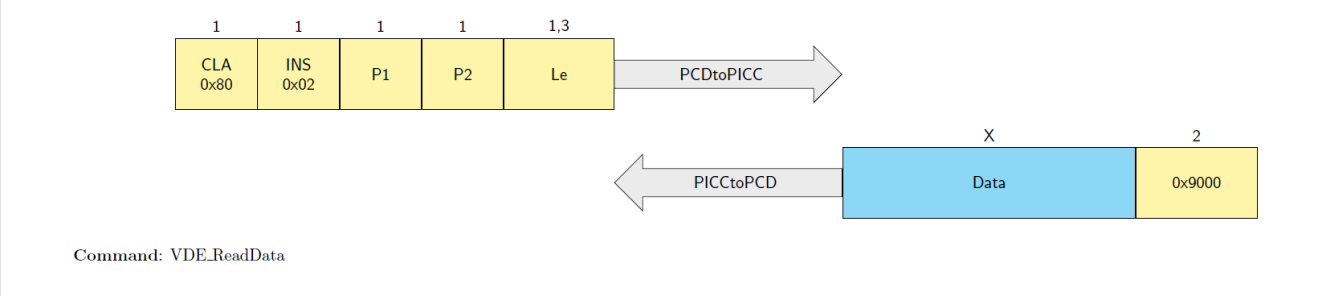 1 1 1 1 1,3
CLA INS P1 P2 Le PCDtoPICC
0x80 0x02
X 2
PICCtoPCD Data 0x9000
Command: VDE_ReadData